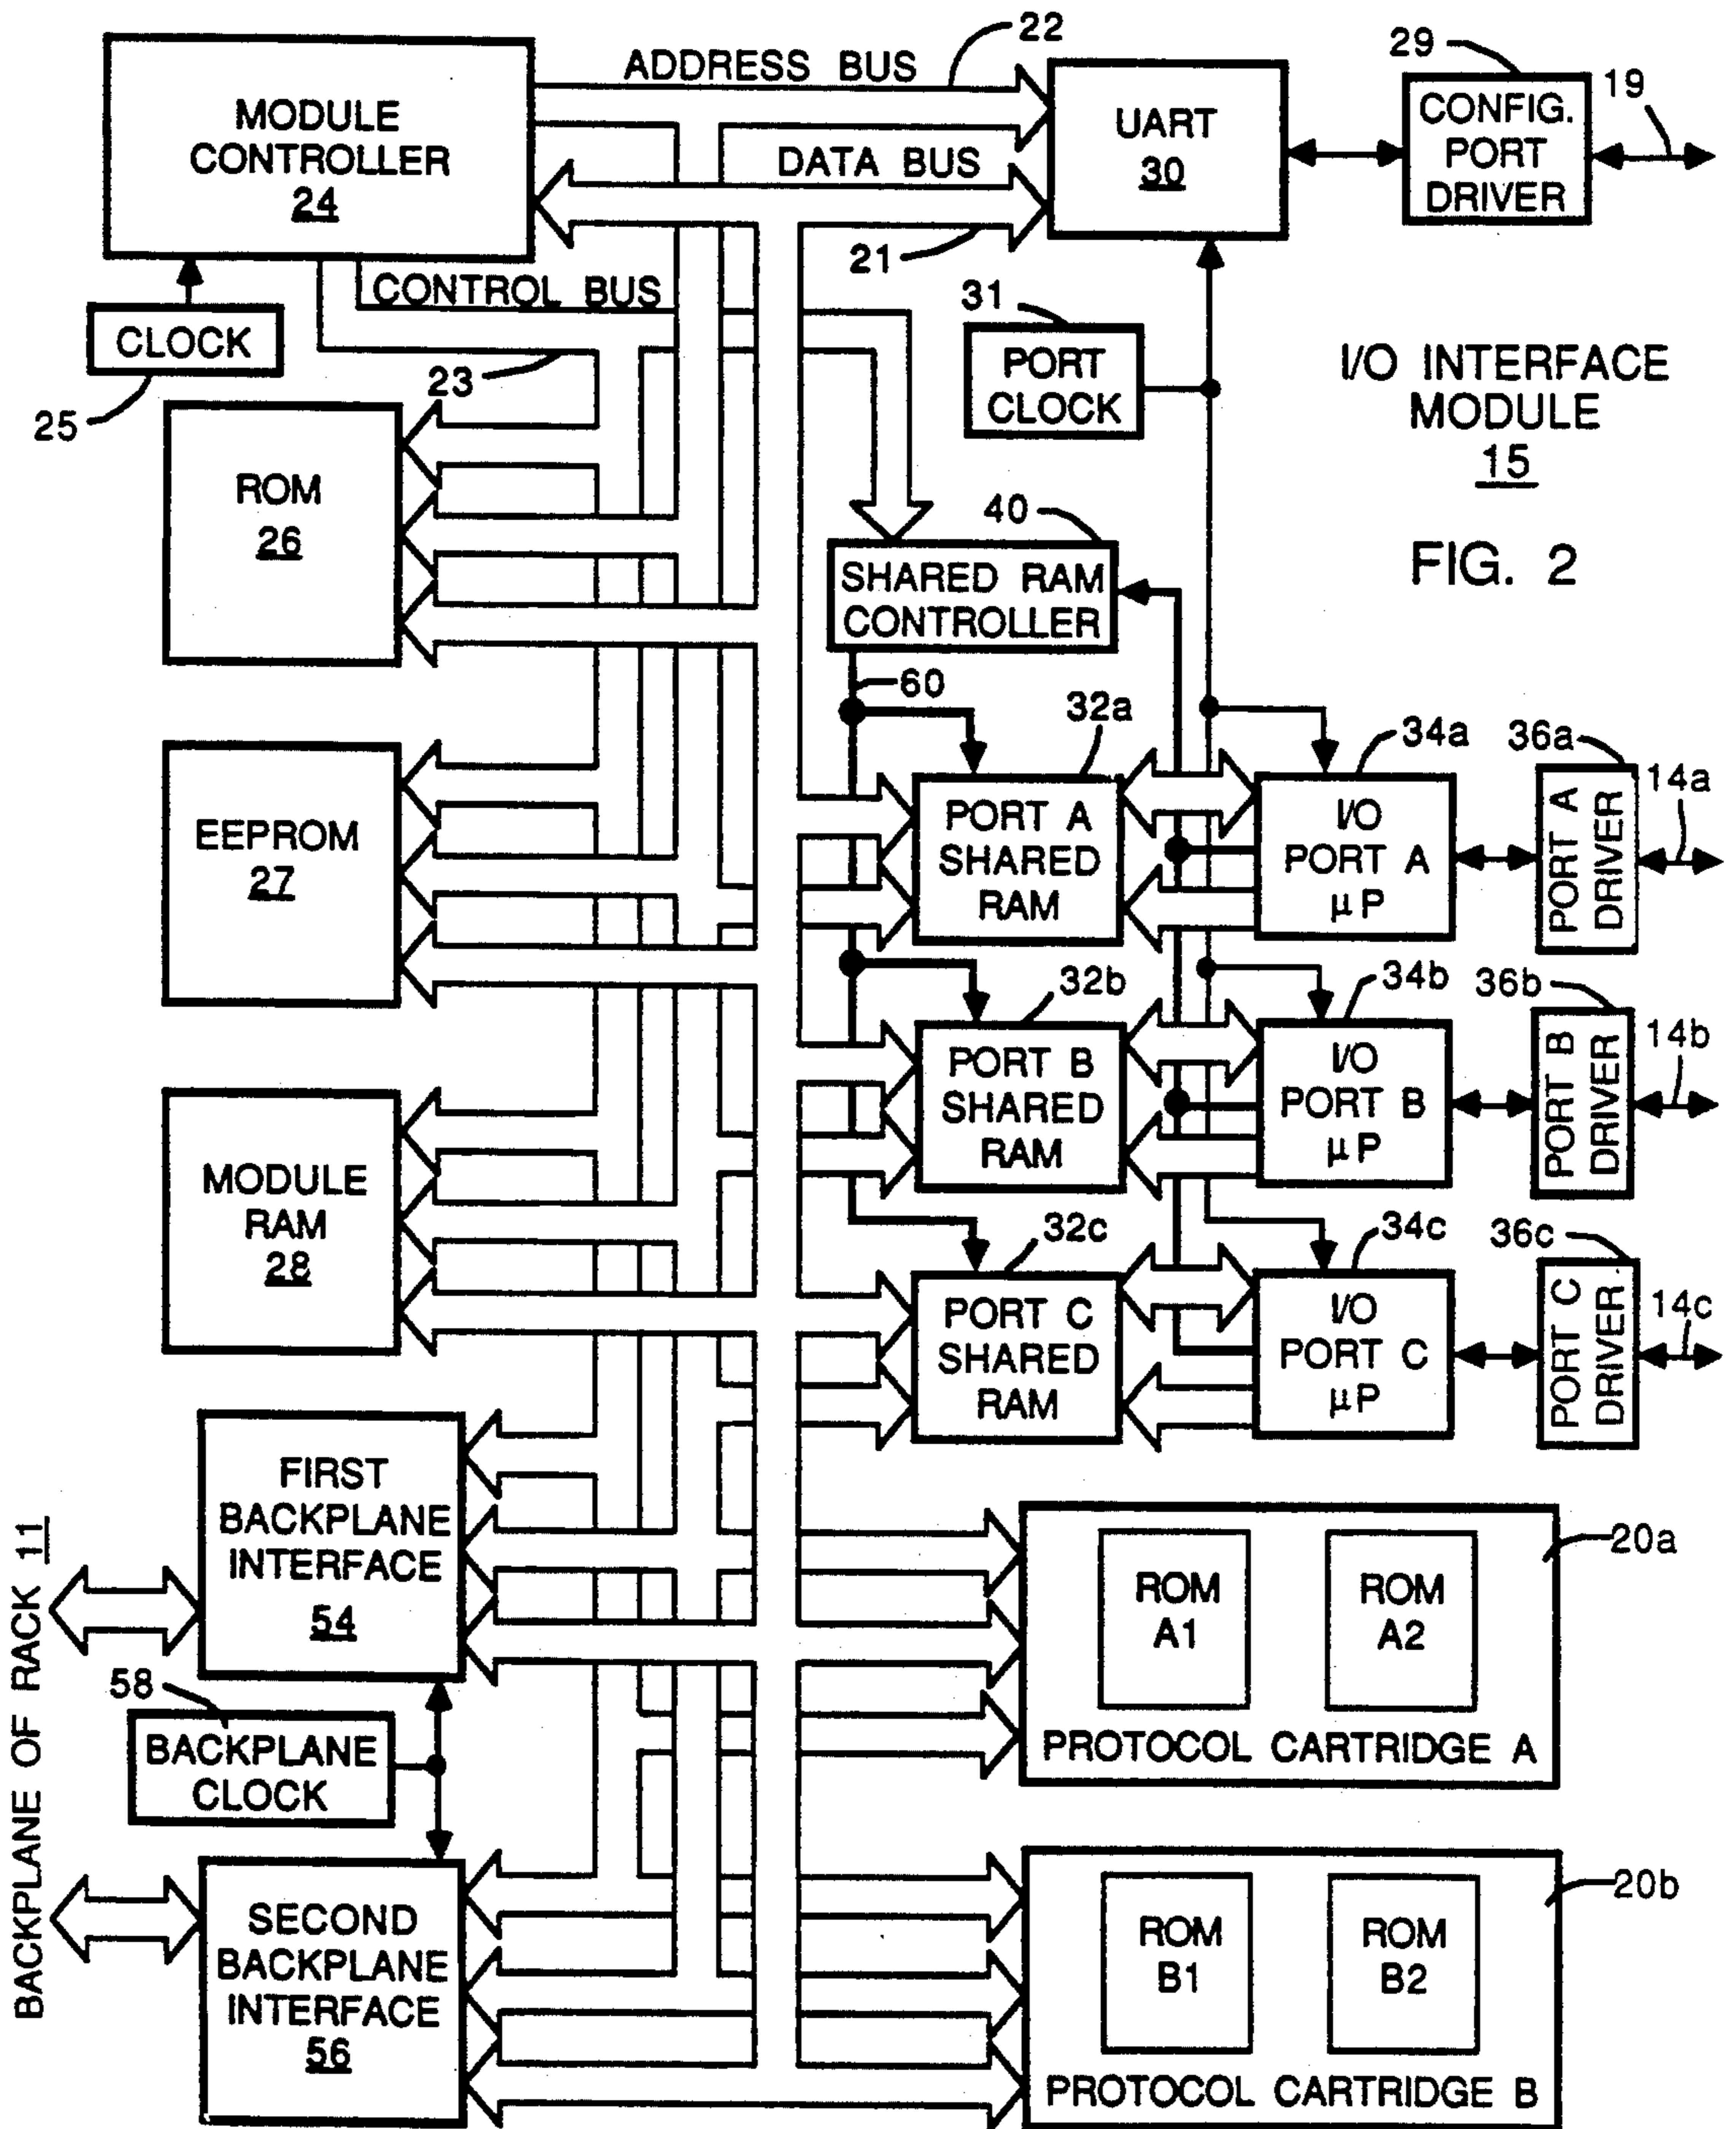 22
ADDRESS BUS
29
19
MODULE
CONTROLLER
24
UART
30
CONFIG.
PORT
DRIVER
DATA BUS
21
CONTROL BUS
CLOCK
25
23
31
PORT
CLOCK
I/O INTERFACE
MODULE
15
ROM
26
40
SHARED RAM
CONTROLLER
FIG. 2
60
32a
34a
36a
14a
EEPROM
27
PORT A
SHARED
RAM
I/O
PORT A
μP
PORT A
DRIVER
32b
34b
36b
14b
PORT B
SHARED
RAM
I/O
PORT B
μP
PORT B
DRIVER
MODULE
RAM
28
32c
34c
36c
14c
PORT C
SHARED
RAM
I/O
PORT C
μP
PORT C
DRIVER
FIRST
BACKPLANE
INTERFACE
54
BACKPLANE OF RACK 11
20a
ROM
A1
ROM
A2
PROTOCOL CARTRIDGE A
58
BACKPLANE
CLOCK
SECOND
BACKPLANE
INTERFACE
56
20b
ROM
B1
ROM
B2
PROTOCOL CARTRIDGE B